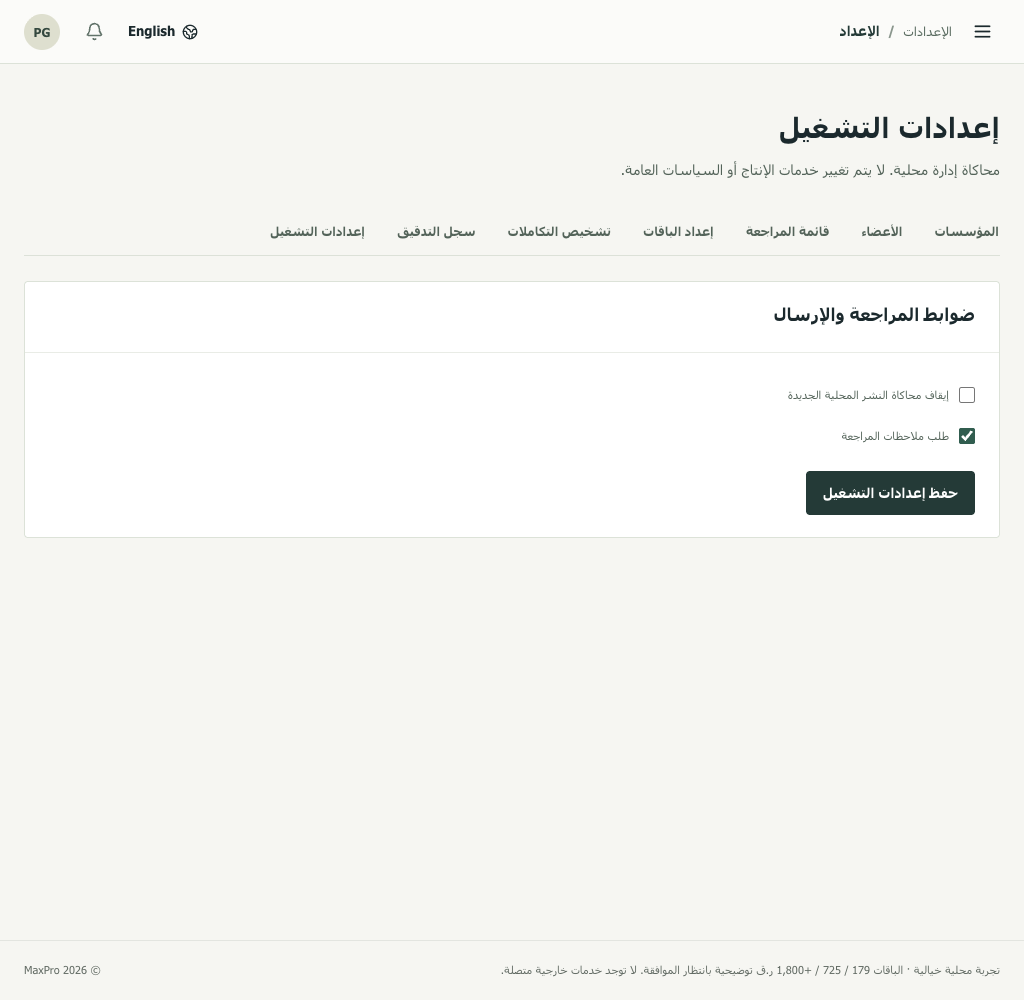 الإعدادات / الإعداد
English
PG
إعدادات التشغيل
محاكاة إدارة محلية. لا يتم تغيير خدمات الإنتاج أو السياسات العامة.
المؤسسات الأعضاء قائمة المراجعة إعداد الباقات تشخيص التكاملات سجل التدقيق إعدادات التشغيل
ضوابط المراجعة والإرسال
إيقاف محاكاة النشر المحلية الجديدة
طلب ملاحظات المراجعة
حفظ إعدادات التشغيل
تجربة محلية خيالية · الباقات 179 / 725 / +1,800 ر.ق توضيحية بانتظار الموافقة. لا توجد خدمات خارجية متصلة.
© 2026 MaxPro